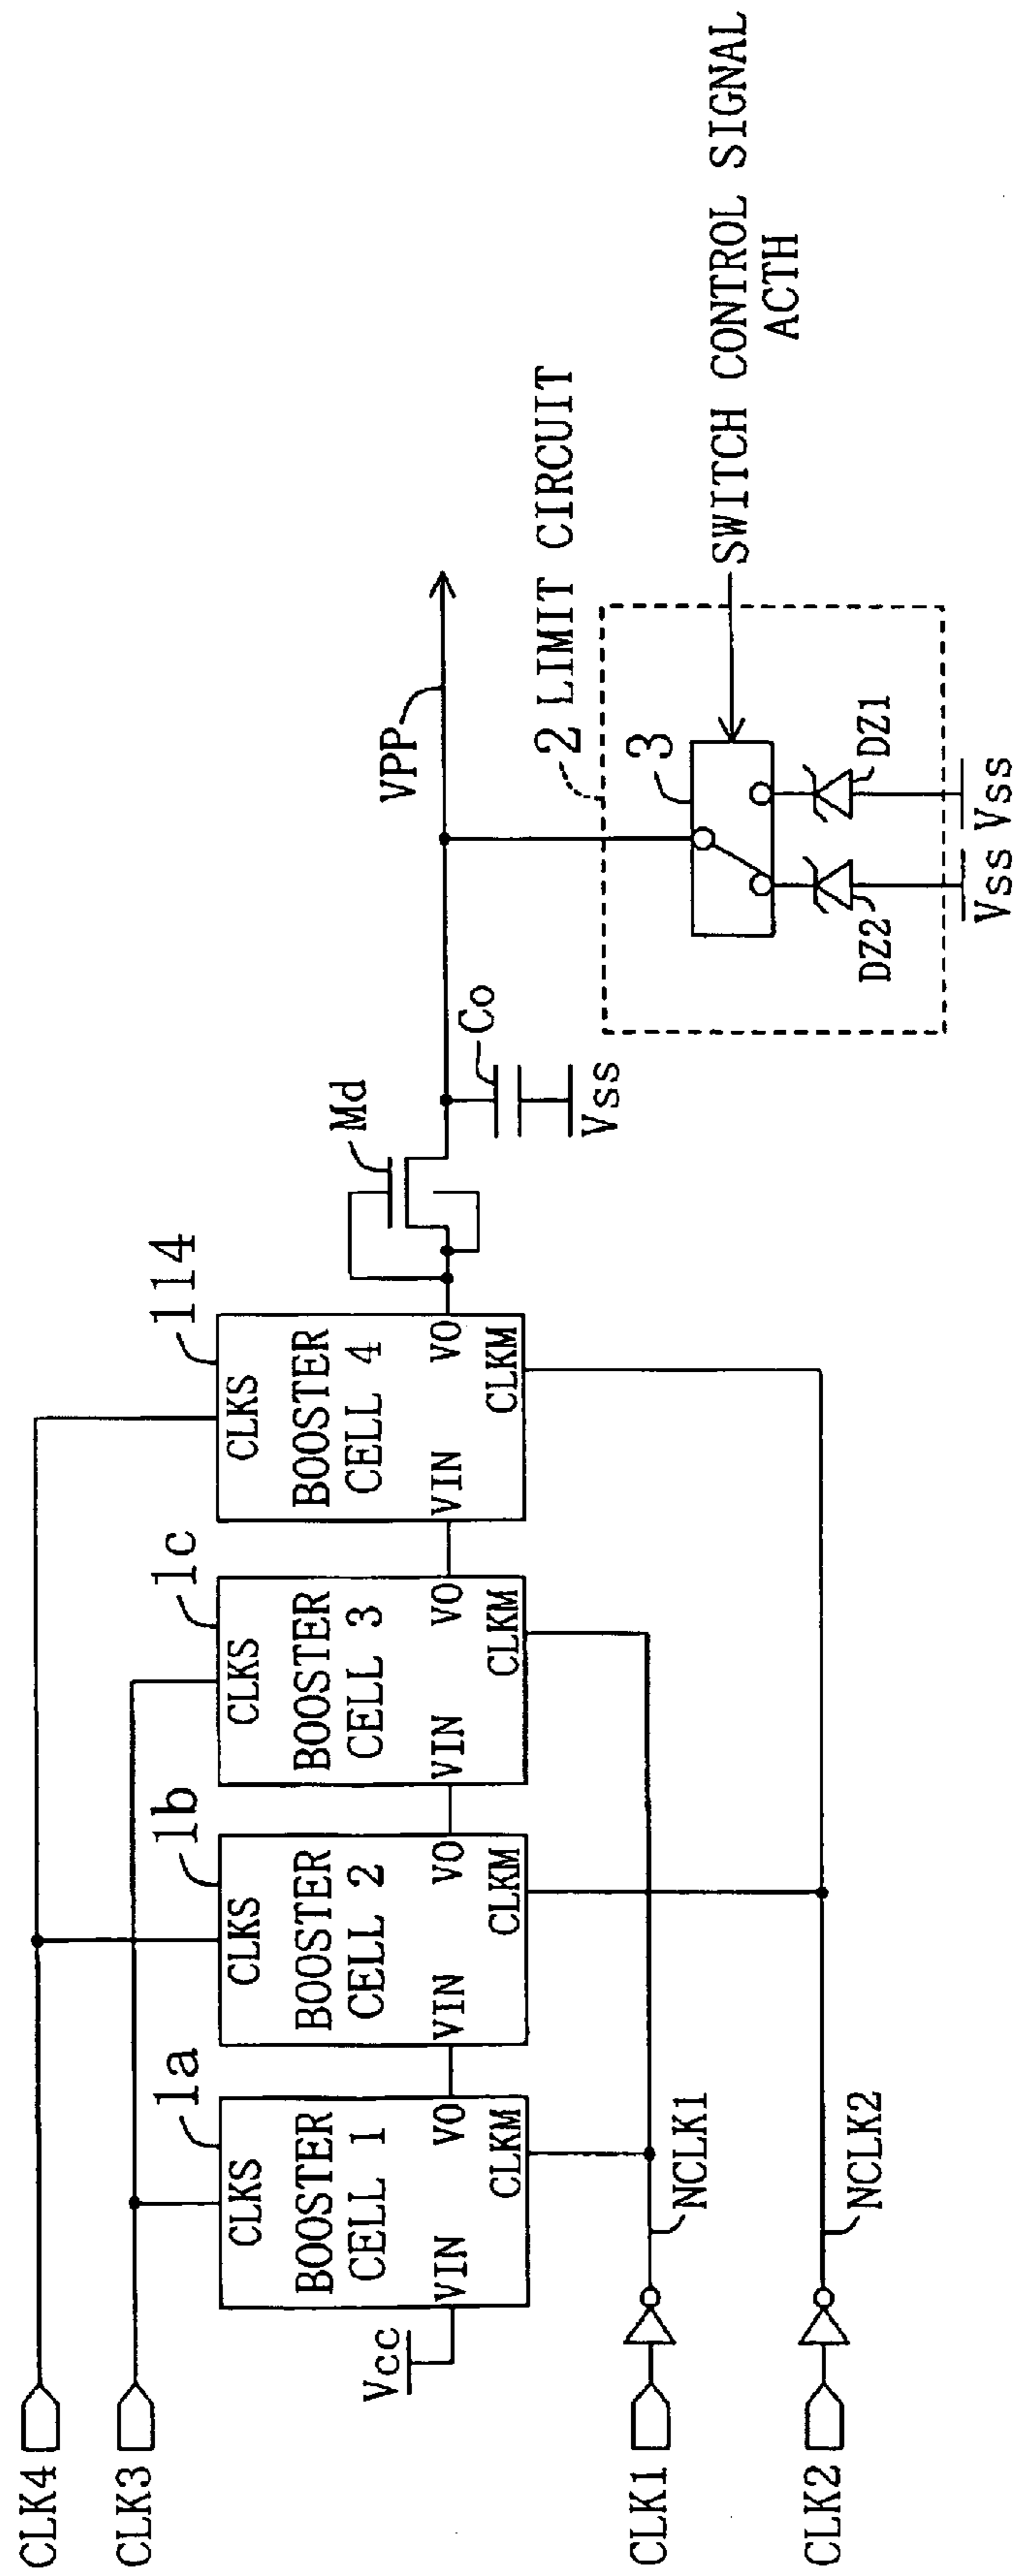 CLK4
CLK3
CLK1
CLK2
NCLK1
NCLK2
Vcc
1a
CLKS
BOOSTER
CELL 1
VIN
VO
CLKM
1b
CLKS
BOOSTER
CELL 2
VIN
VO
CLKM
1c
CLKS
BOOSTER
CELL 3
VIN
VO
CLKM
114
CLKS
BOOSTER
CELL 4
VIN
VO
CLKM
Md
Co
Vss
VPP
2 LIMIT CIRCUIT
3
DZ2
DZ1
Vss
Vss
SWITCH CONTROL SIGNAL
ACTH